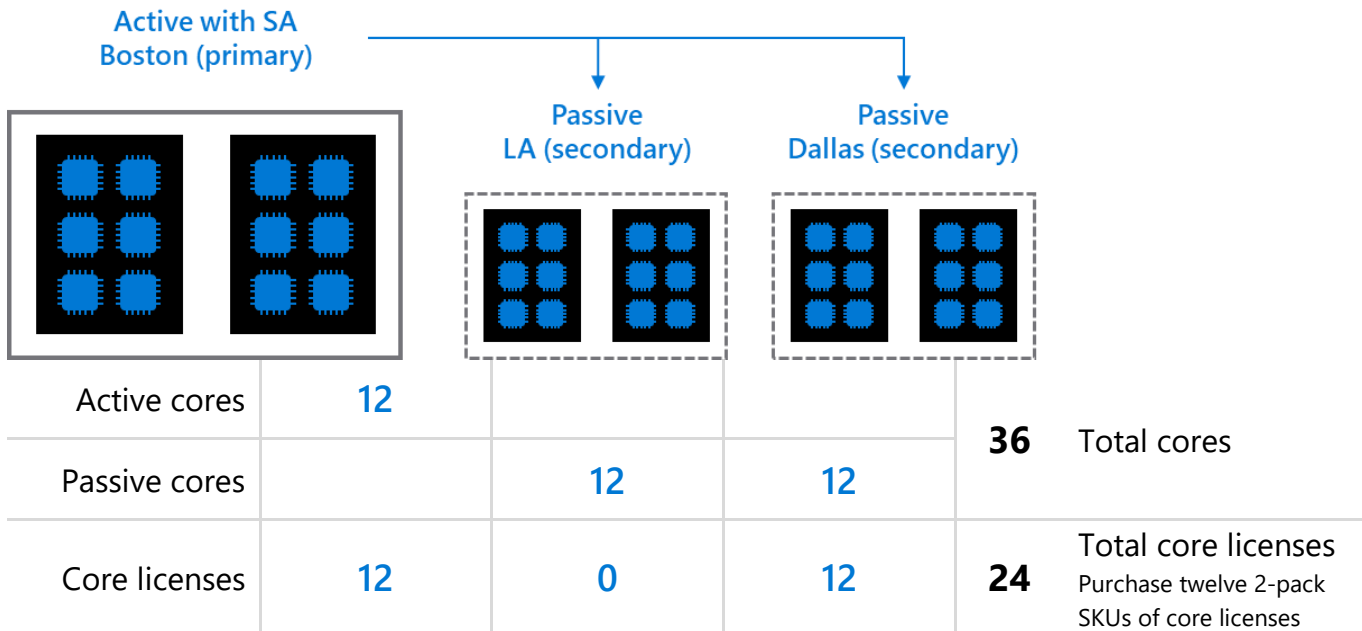 Active with SA
Boston (primary)
Passive
LA (secondary)
Passive
Dallas (secondary)
Active cores
12
36
Total cores
Passive cores
12
12
Core licenses
12
0
12
24
Total core licenses
Purchase twelve 2-pack
SKUs of core licenses